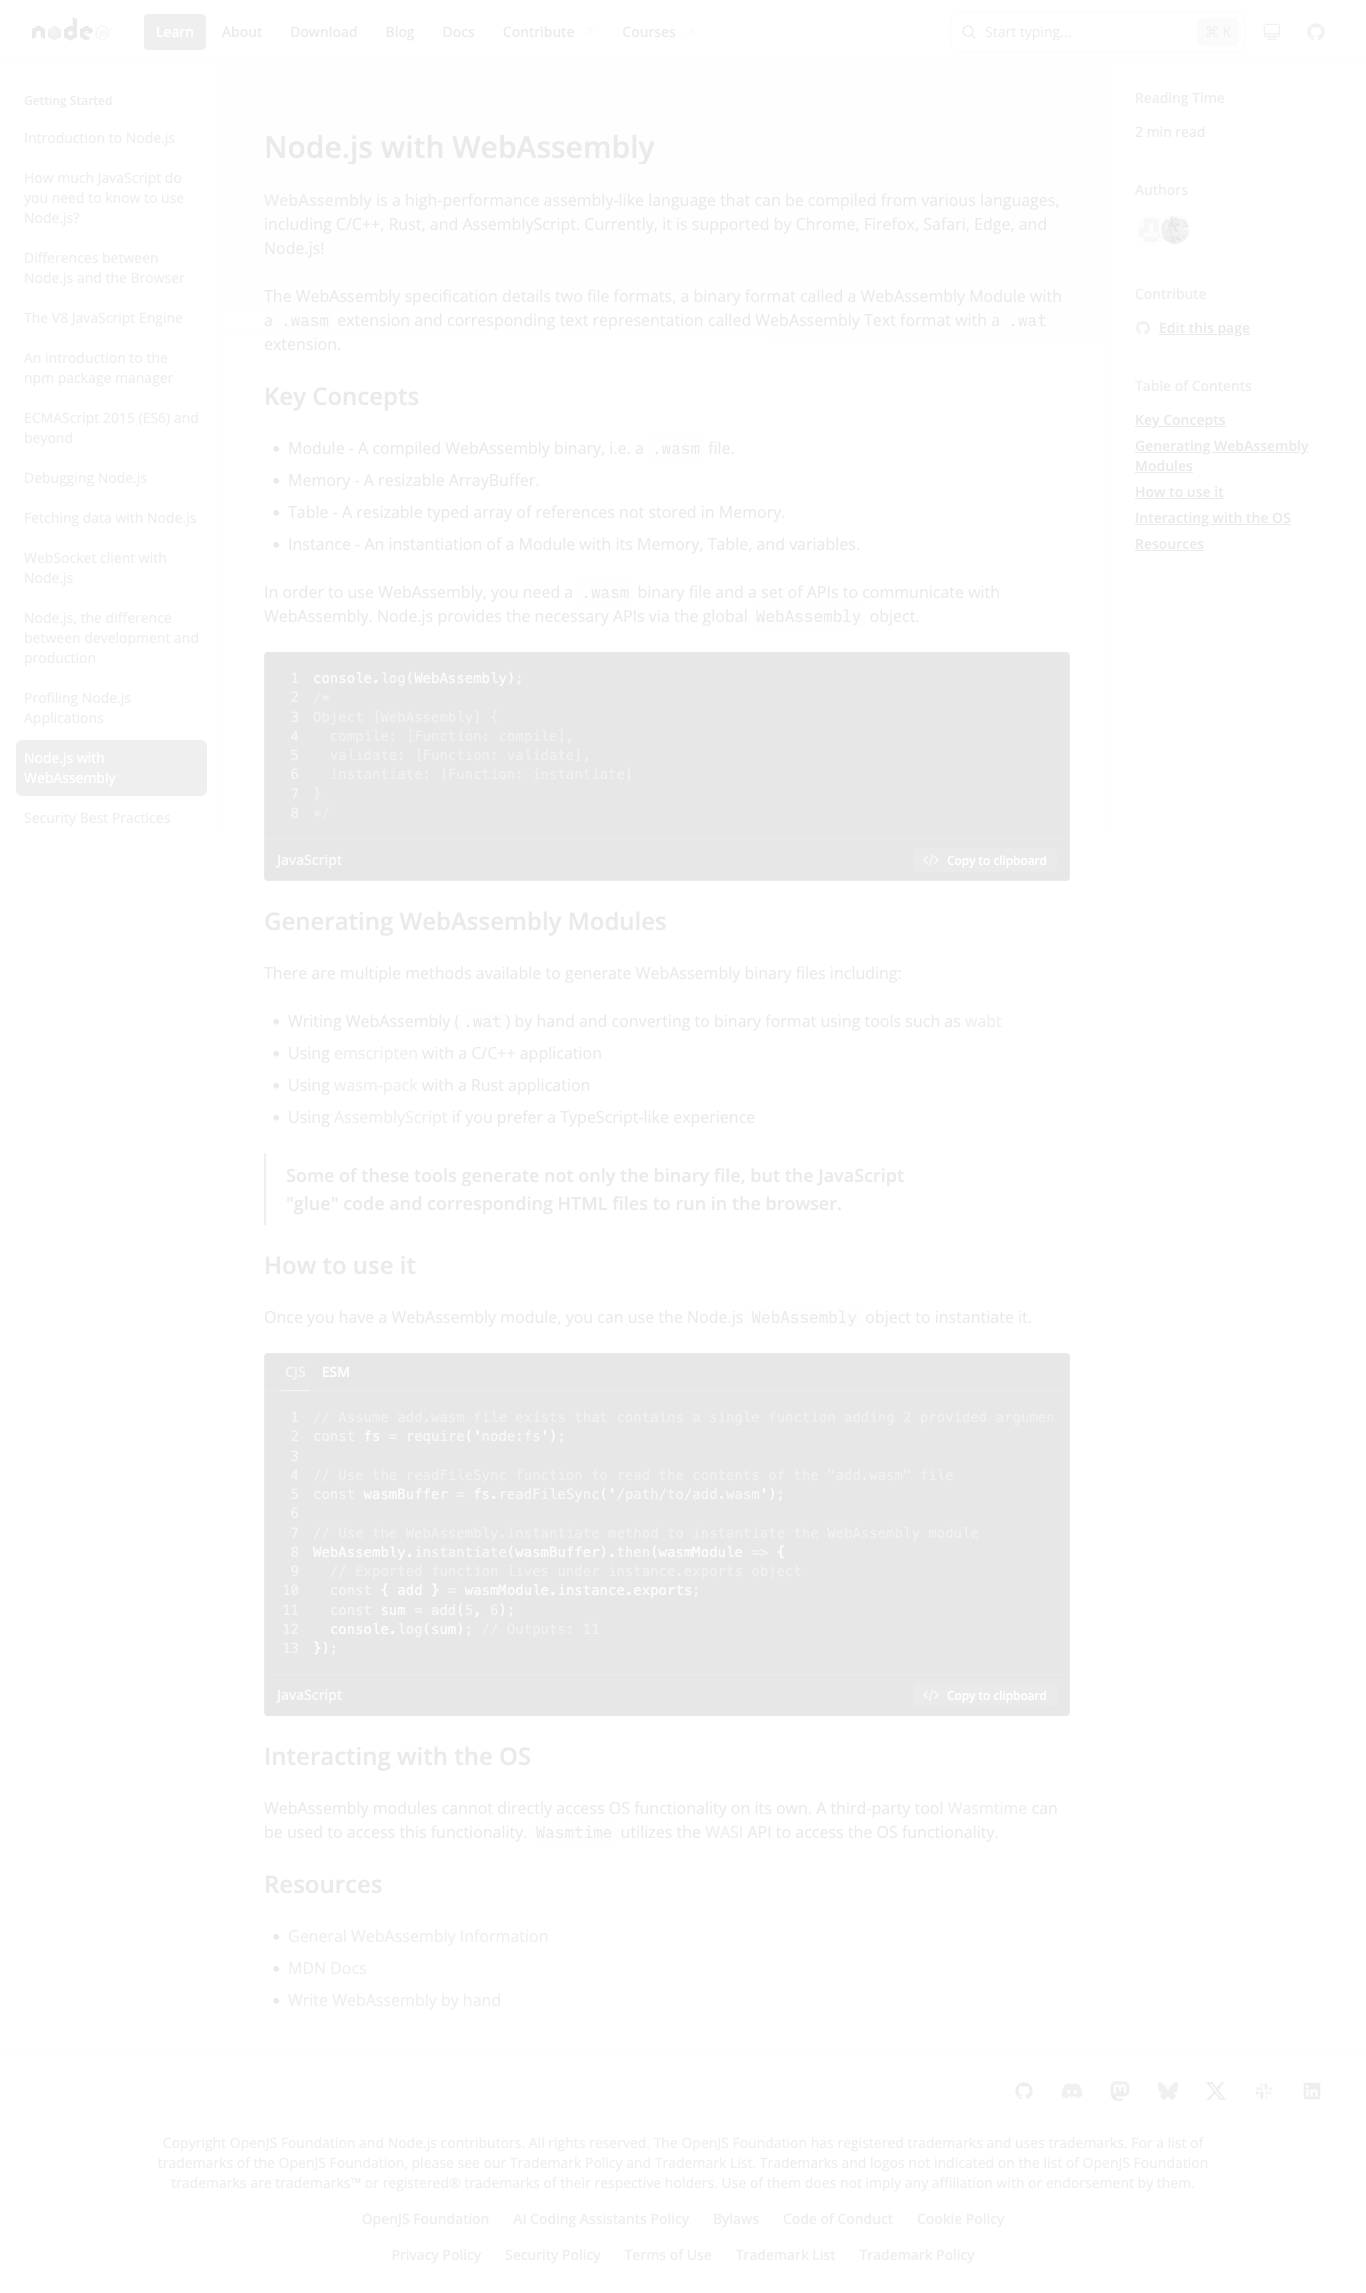 node JS
Learn
About
Download
Blog
Docs
Contribute
Courses
Start typing...
⌘ K
Getting Started
Introduction to Node.js
How much JavaScript do
you need to know to use
Node.js?
Differences between
Node.js and the Browser
The V8 JavaScript Engine
An introduction to the
npm package manager
ECMAScript 2015 (ES6) and
beyond
Debugging Node.js
Fetching data with Node.js
WebSocket client with
Node.js
Node.js, the difference
between development and
production
Profiling Node.js
Applications
Node.js with
WebAssembly
Security Best Practices
Node.js with WebAssembly
WebAssembly is a high-performance assembly-like language that can be compiled from various languages,
including C/C++, Rust, and AssemblyScript. Currently, it is supported by Chrome, Firefox, Safari, Edge, and
Node.js!
The WebAssembly specification details two file formats, a binary format called a WebAssembly Module with
a .wasm extension and corresponding text representation called WebAssembly Text format with a .wat
extension.
Key Concepts
• Module - A compiled WebAssembly binary, i.e. a .wasm file.
• Memory - A resizable ArrayBuffer.
• Table - A resizable typed array of references not stored in Memory.
• Instance - An instantiation of a Module with its Memory, Table, and variables.
In order to use WebAssembly, you need a .wasm binary file and a set of APIs to communicate with
WebAssembly. Node.js provides the necessary APIs via the global WebAssembly object.
1 console.log(WebAssembly);
2 /*
3 Object [WebAssembly] {
4   compile: [Function: compile],
5   validate: [Function: validate],
6   instantiate: [Function: instantiate]
7 }
8 */
JavaScript
Copy to clipboard
Generating WebAssembly Modules
There are multiple methods available to generate WebAssembly binary files including:
• Writing WebAssembly ( .wat ) by hand and converting to binary format using tools such as wabt
• Using emscripten with a C/C++ application
• Using wasm-pack with a Rust application
• Using AssemblyScript if you prefer a TypeScript-like experience
Some of these tools generate not only the binary file, but the JavaScript
"glue" code and corresponding HTML files to run in the browser.
How to use it
Once you have a WebAssembly module, you can use the Node.js WebAssembly object to instantiate it.
CJS ESM
1 // Assume add.wasm file exists that contains a single function adding 2 provided argumen
2 const fs = require('node:fs');
3
4 // Use the readFileSync function to read the contents of the "add.wasm" file
5 const wasmBuffer = fs.readFileSync('/path/to/add.wasm');
6
7 // Use the WebAssembly.instantiate method to instantiate the WebAssembly module
8 WebAssembly.instantiate(wasmBuffer).then(wasmModule => {
9   // Exported function lives under instance.exports object
10   const { add } = wasmModule.instance.exports;
11   const sum = add(5, 6);
12   console.log(sum); // Outputs: 11
13 });
JavaScript
Copy to clipboard
Interacting with the OS
WebAssembly modules cannot directly access OS functionality on its own. A third-party tool Wasmtime can
be used to access this functionality. Wasmtime utilizes the WASI API to access the OS functionality.
Resources
• General WebAssembly Information
• MDN Docs
• Write WebAssembly by hand
Reading Time
2 min read
Authors
Contribute
Edit this page
Table of Contents
Key Concepts
Generating WebAssembly
Modules
How to use it
Interacting with the OS
Resources
Copyright OpenJS Foundation and Node.js contributors. All rights reserved. The OpenJS Foundation has registered trademarks and uses trademarks. For a list of
trademarks of the OpenJS Foundation, please see our Trademark Policy and Trademark List. Trademarks and logos not indicated on the list of OpenJS Foundation
trademarks are trademarks™ or registered® trademarks of their respective holders. Use of them does not imply any affiliation with or endorsement by them.
OpenJS Foundation
AI Coding Assistants Policy
Bylaws
Code of Conduct
Cookie Policy
Privacy Policy
Security Policy
Terms of Use
Trademark List
Trademark Policy